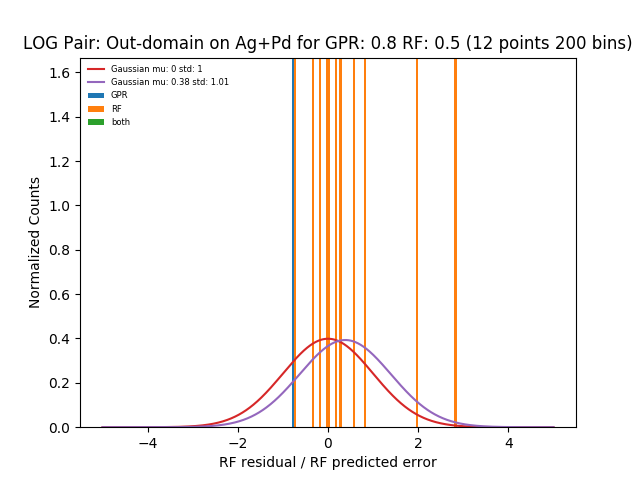 LOG Pair: Out-domain on Ag+Pd for GPR: 0.8 RF: 0.5 (12 points 200 bins)
Gaussian mu: 0 std: 1
Gaussian mu: 0.38 std: 1.01
GPR
RF
both
1.6
1.4
1.2
1.0
0.8
0.6
0.4
0.2
0.0
Normalized Counts
−4 −2 0 2 4
RF residual / RF predicted error